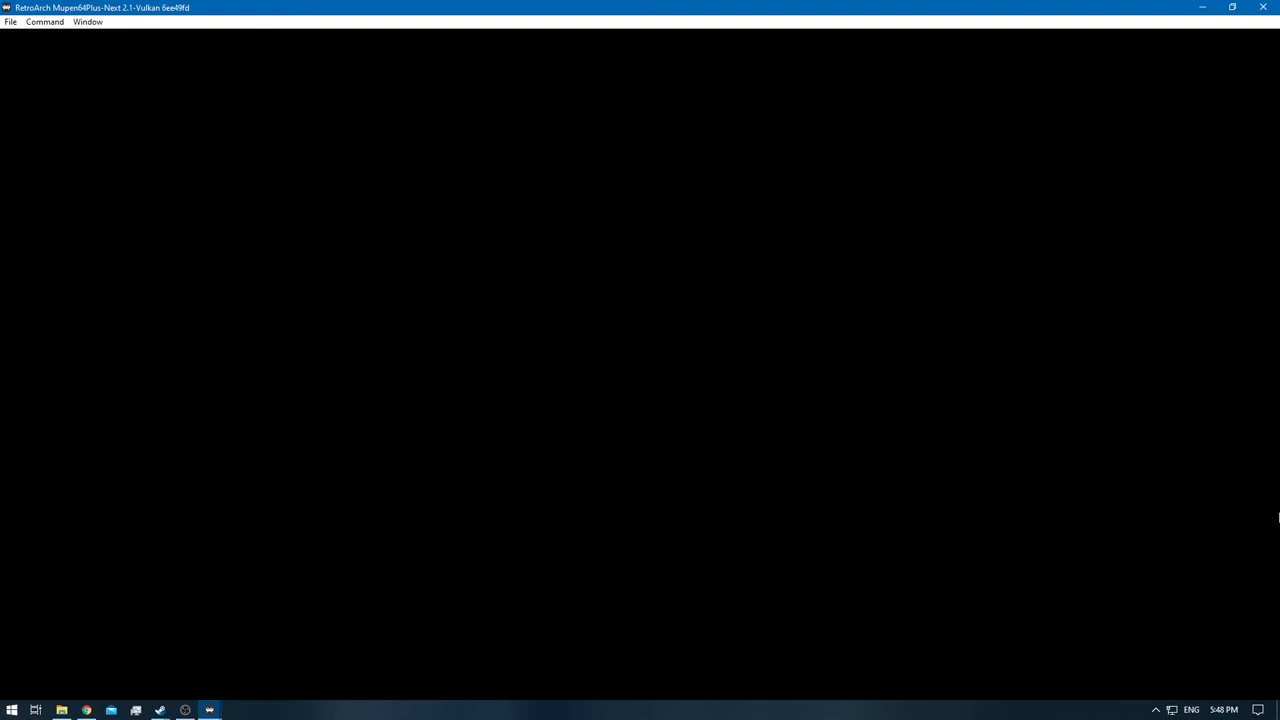 RetroArch Mupen64Plus-Next 2.1-Vulkan 6ee49fd
File Command Window
ENG 5:48 PM